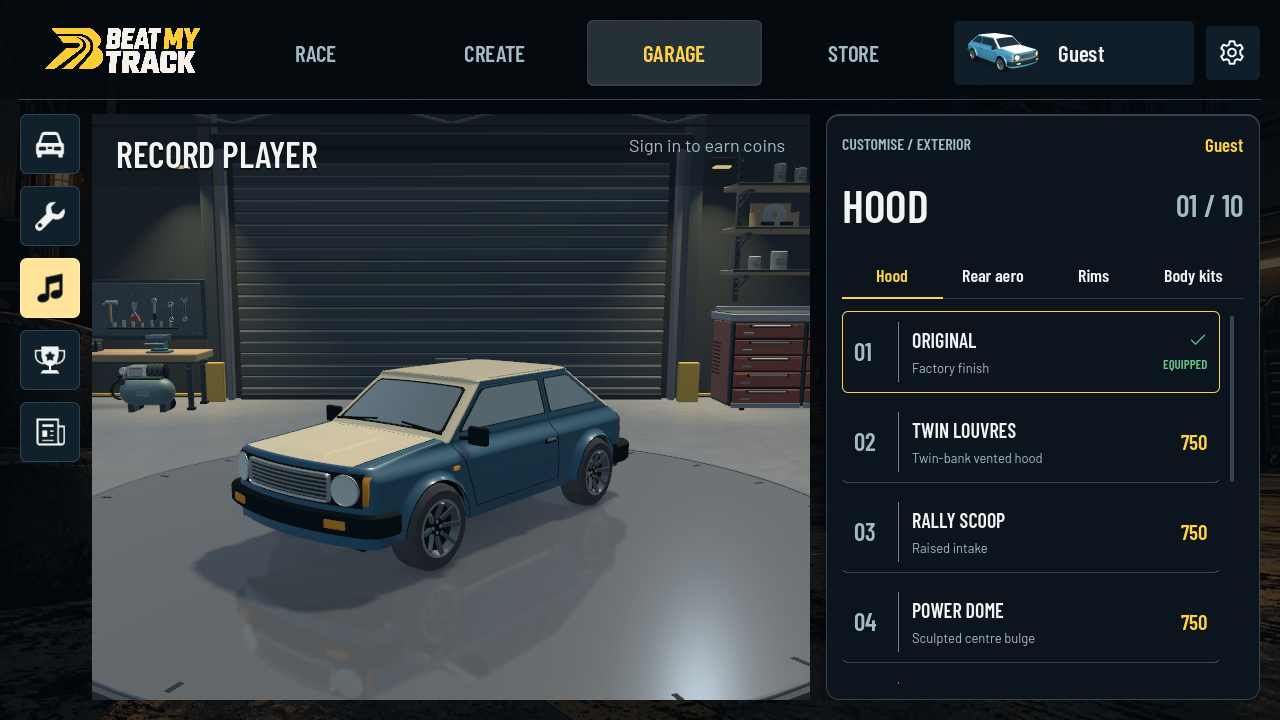 BEAT MY
TRACK
RACE
CREATE
GARAGE
STORE
Guest
RECORD PLAYER
Sign in to earn coins
CUSTOMISE / EXTERIOR
Guest
HOOD
01 / 10
Hood
Rear aero
Rims
Body kits
01
ORIGINAL
Factory finish
EQUIPPED
02
TWIN LOUVRES
Twin-bank vented hood
750
03
RALLY SCOOP
Raised intake
750
04
POWER DOME
Sculpted centre bulge
750